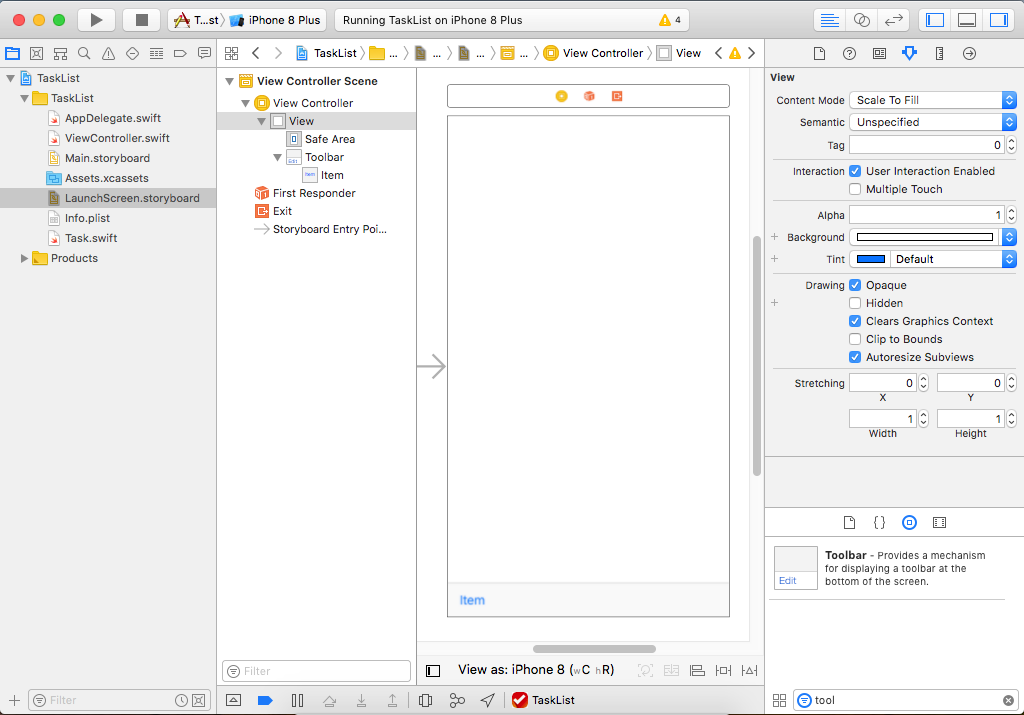 T...st iPhone 8 Plus
Running TaskList on iPhone 8 Plus
4
TaskList ... ... ... ... View Controller View
TaskList
TaskList
AppDelegate.swift
ViewController.swift
Main.storyboard
Assets.xcassets
LaunchScreen.storyboard
Info.plist
Task.swift
Products
Filter
View Controller Scene
View Controller
View
Safe Area
Edit
Toolbar
Item
Item
First Responder
Exit
Storyboard Entry Poi...
Filter
Item
View as: iPhone 8 (wC hR)
TaskList
View
Content Mode Scale To Fill
Semantic Unspecified
Tag 0
Interaction User Interaction Enabled
Multiple Touch
Alpha 1
Background
Tint Default
Drawing Opaque
Hidden
Clears Graphics Context
Clip to Bounds
Autoresize Subviews
Stretching 0 0
X Y
1 1
Width Height
{}
Edit
Toolbar - Provides a mechanism
for displaying a toolbar at the
bottom of the screen.
tool